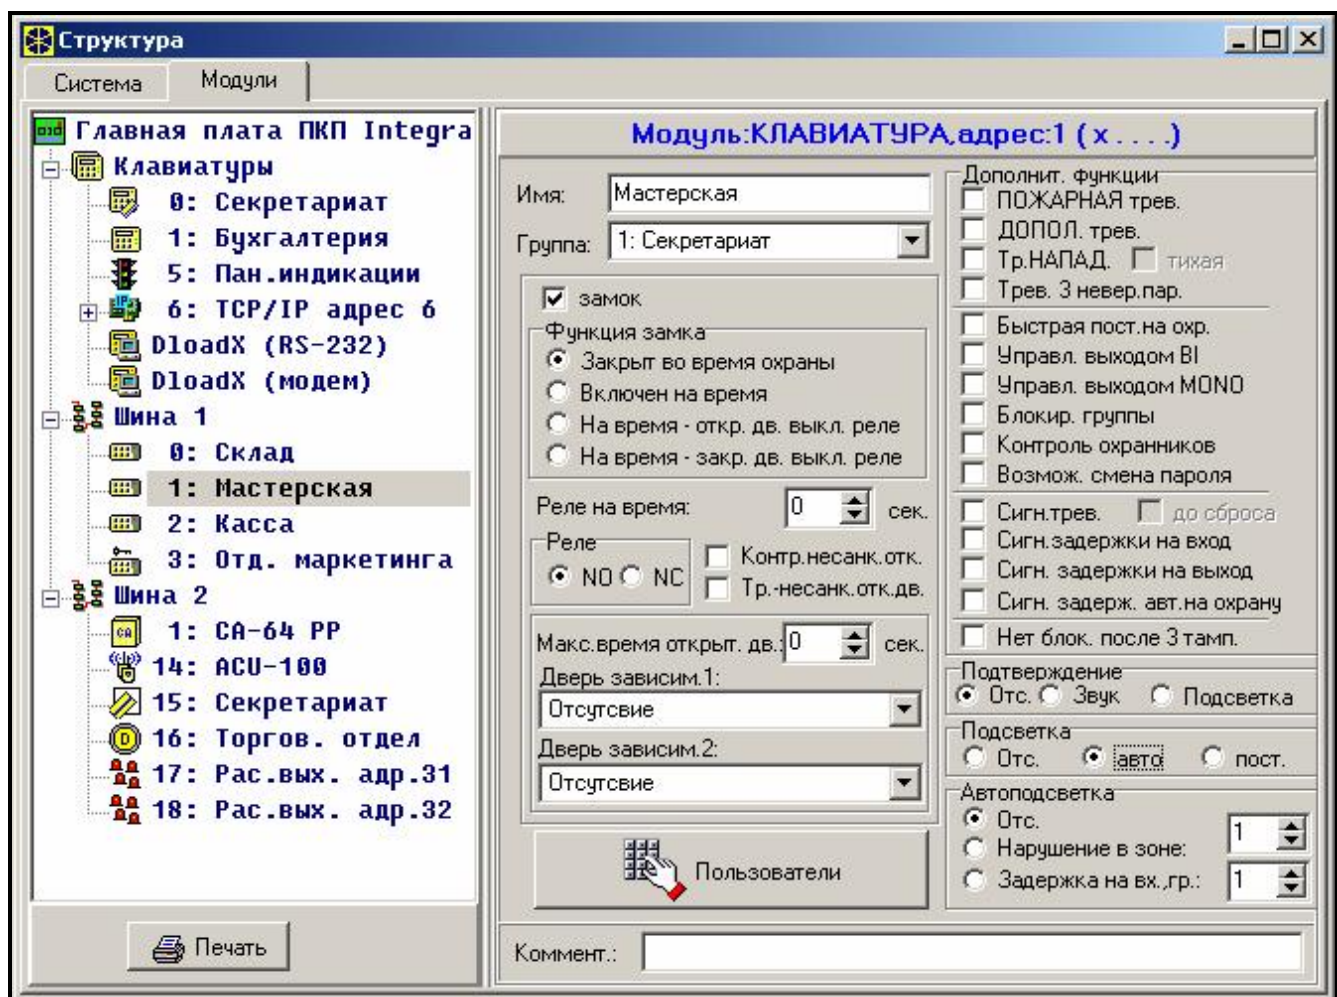 Структура
Система
Модули
Главная плата ПКП Integra
Клавиатуры
0: Секретариат
1: Бухгалтерия
5: Пан.индикации
6: TCP/IP адрес 6
DloadX (RS-232)
DloadX (модем)
Шина 1
0: Склад
1: Мастерская
2: Касса
3: Отд. маркетинга
Шина 2
1: CA-64 PP
14: ACU-100
15: Секретариат
16: Торгов. отдел
17: Рас.вых. адр.31
18: Рас.вых. адр.32
Печать
Модуль:КЛАВИАТУРА,адрес:1 ( x . . . . )
Имя: Мастерская
Группа: 1: Секретариат
замок
Функция замка
Закрыт во время охраны
Включен на время
На время - откр. дв. выкл. реле
На время - закр. дв. выкл. реле
Реле на время: 0 сек.
Реле
NO NC
Контр.несанк.отк.
Тр.-несанк.отк.дв.
Макс.время открыт. дв.: 0 сек.
Дверь зависим.1:
Отсутсвие
Дверь зависим.2:
Отсутсвие
Пользователи
Дополнит. функции
ПОЖАРНАЯ трев.
ДОПОЛ. трев.
Тр.НАПАД. тихая
Трев. 3 невер.пар.
Быстрая пост.на охр.
Управл. выходом BI
Управл. выходом MONO
Блокир. группы
Контроль охранников
Возмож. смена пароля
Сигн.трев. до сброса
Сигн.задержки на вход
Сигн. задержки на выход
Сигн. задерж. авт.на охрану
Нет блок. после 3 тамп.
Подтверждение
Отс. Звук Подсветка
Подсветка
Отс. авто пост.
Автоподсветка
Отс.
Нарушение в зоне: 1
Задержка на вх.,гр.: 1
Коммент.: